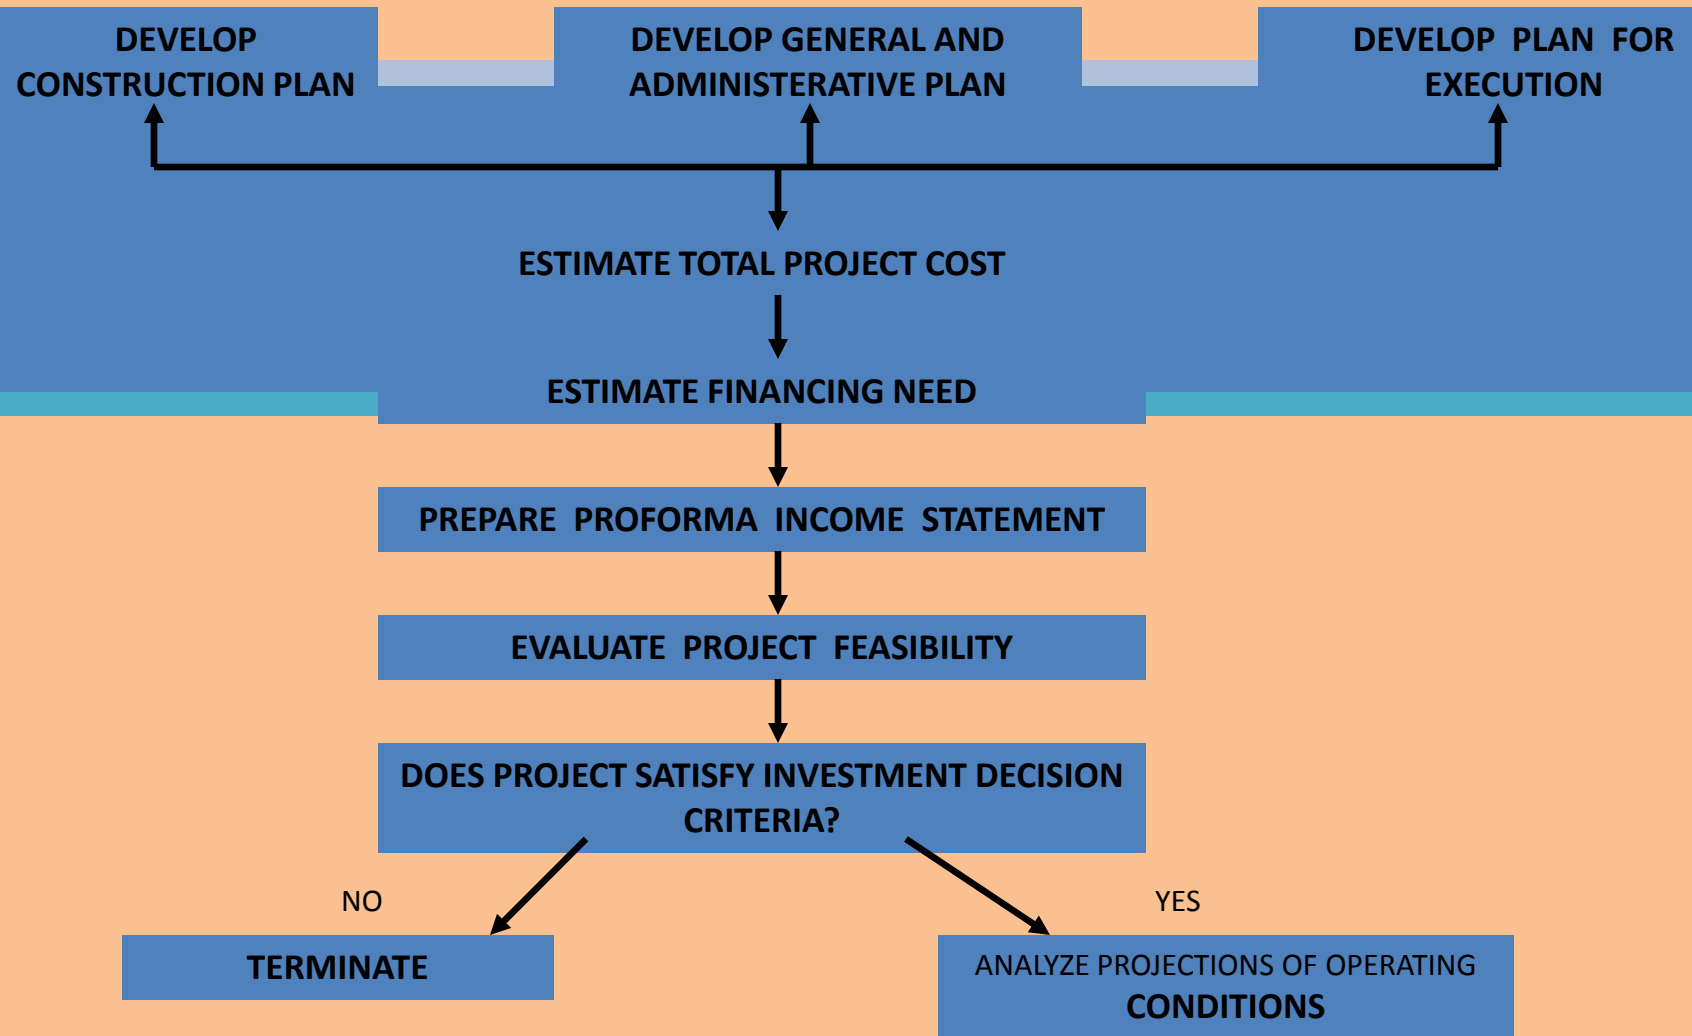 DEVELOP
CONSTRUCTION PLAN
DEVELOP GENERAL AND
ADMINISTERATIVE PLAN
DEVELOP PLAN FOR
EXECUTION
ESTIMATE TOTAL PROJECT COST
ESTIMATE FINANCING NEED
PREPARE PROFORMA INCOME STATEMENT
EVALUATE PROJECT FEASIBILITY
DOES PROJECT SATISFY INVESTMENT DECISION
CRITERIA?
NO
YES
TERMINATE
ANALYZE PROJECTIONS OF OPERATING
CONDITIONS